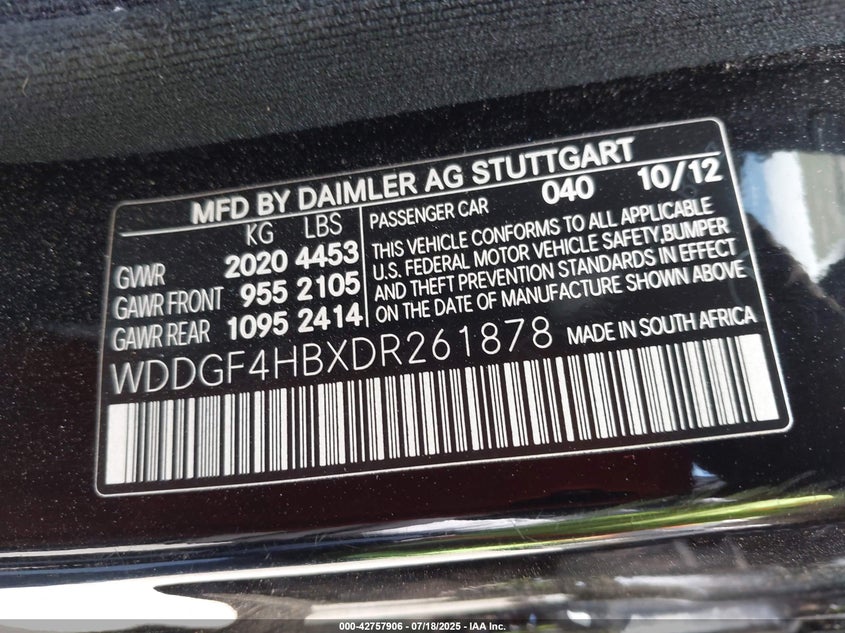 MFD BY DAIMLER AG STUTTGART
KG LBS
GVWR 2020 4453
GAWR FRONT 955 2105
GAWR REAR 1095 2414
PASSENGER CAR 040 10/12
THIS VEHICLE CONFORMS TO ALL APPLICABLE
U.S. FEDERAL MOTOR VEHICLE SAFETY,BUMPER
AND THEFT PREVENTION STANDARDS IN EFFECT
ON THE DATE OF MANUFACTURE SHOWN ABOVE
WDDGF4HBXDR261878 MADE IN SOUTH AFRICA
000-42757906 - 07/18/2025 - IAA Inc.